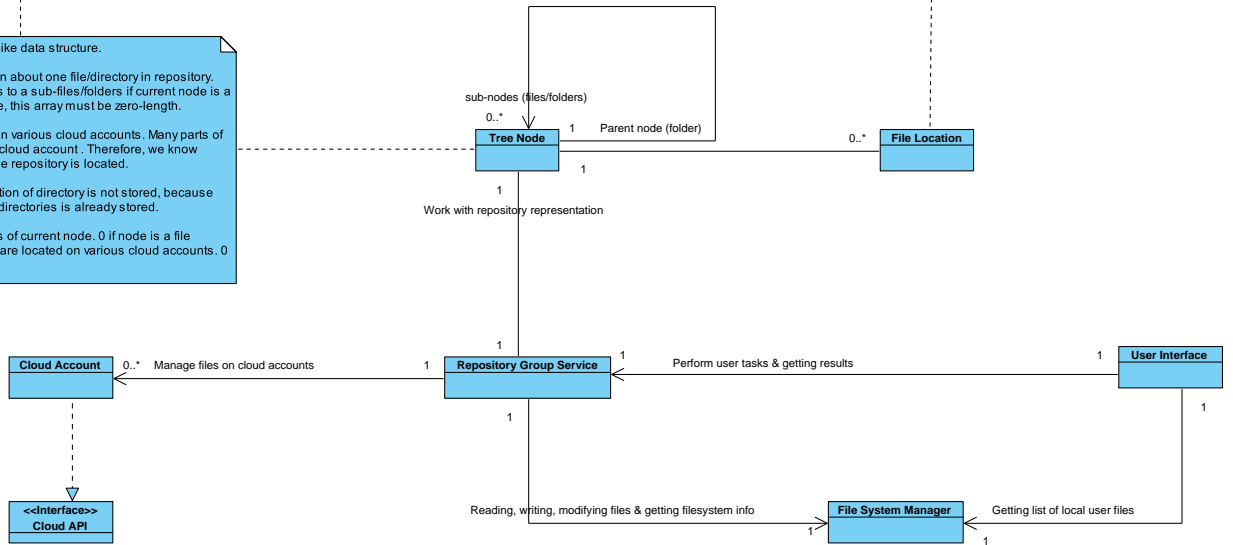 ike data structure.
n about one file/directory in repository.
s to a sub-files/folders if current node is a
e, this array must be zero-length.
n various cloud accounts. Many parts of
cloud account . Therefore, we know
e repository is located.
tion of directory is not stored, because
directories is already stored.
s of current node. 0 if node is a file
are located on various cloud accounts. 0
sub-nodes (files/folders)
0..*
Tree Node
1
Parent node (folder)
0..*
File Location
1
1
Work with repository representation
1
Cloud Account
0..*
Manage files on cloud accounts
1
Repository Group Service
1
Perform user tasks & getting results
1
User Interface
1
1
<<Interface>>
Cloud API
Reading, writing, modifying files & getting filesystem info
1
File System Manager
Getting list of local user files
1